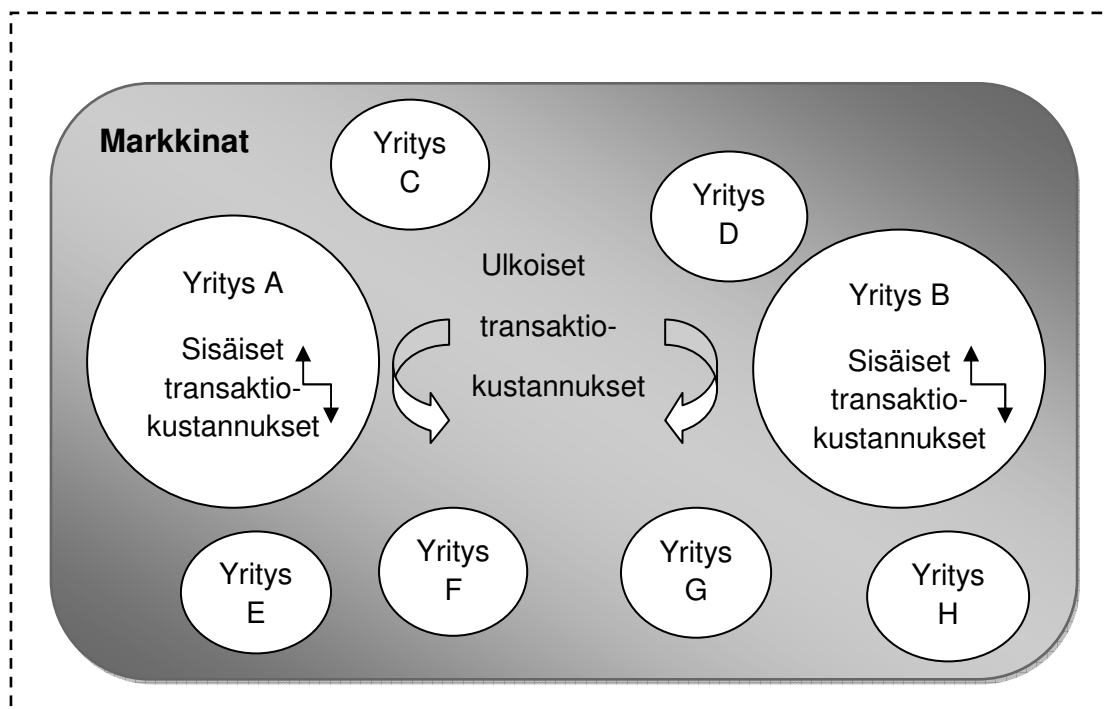 Markkinat
Yritys
C
Yritys
D
Yritys A
Sisäiset
transaktio-
kustannukset
Ulkoiset
transaktio-
kustannukset
Yritys B
Sisäiset
transaktio-
kustannukset
Yritys
E
Yritys
F
Yritys
G
Yritys
H